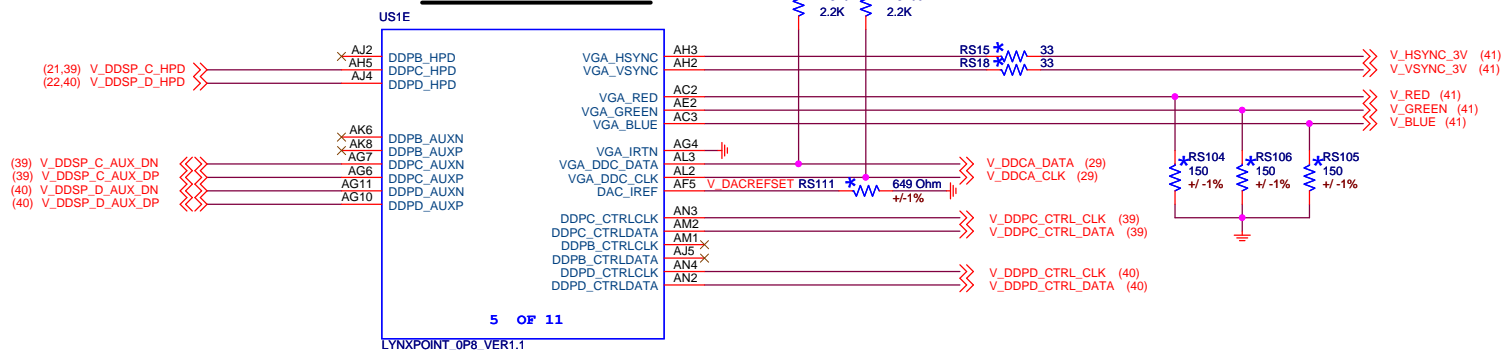 2.2K 2.2K
US1E
AJ2 DDPB_HPD
(21,39) V_DDSP_C_HPD AH5 DDPC_HPD
(22,40) V_DDSP_D_HPD AJ4 DDPD_HPD
AK6 DDPB_AUXN
AK8 DDPB_AUXP
(39) V_DDSP_C_AUX_DN AG7 DDPC_AUXN
(39) V_DDSP_C_AUX_DP AG6 DDPC_AUXP
(40) V_DDSP_D_AUX_DN AG11 DDPD_AUXN
(40) V_DDSP_D_AUX_DP AG10 DDPD_AUXP
VGA_HSYNC AH3 RS15 * 33 V_HSYNC_3V (41)
VGA_VSYNC AH2 RS18 * 33 V_VSYNC_3V (41)
VGA_RED AC2 V_RED (41)
VGA_GREEN AE2 V_GREEN (41)
VGA_BLUE AC3 V_BLUE (41)
VGA_IRTN AG4
VGA_DDC_DATA AL3 V_DDCA_DATA (29)
VGA_DDC_CLK AL2 V_DDCA_CLK (29)
DAC_IREF AF5 V_DACREFSET RS111 * 649 Ohm
+/-1%
*RS104 *RS106 *RS105
150 150 150
+/ -1% +/ -1% +/ -1%
DDPC_CTRLCLK AN3 V_DDPC_CTRL_CLK (39)
DDPC_CTRLDATA AM2 V_DDPC_CTRL_DATA (39)
DDPB_CTRLCLK AM1
DDPB_CTRLDATA AJ5
DDPD_CTRLCLK AN4 V_DDPD_CTRL_CLK (40)
DDPD_CTRLDATA AN2 V_DDPD_CTRL_DATA (40)
5 OF 11
LYNXPOINT_0P8_VER1.1